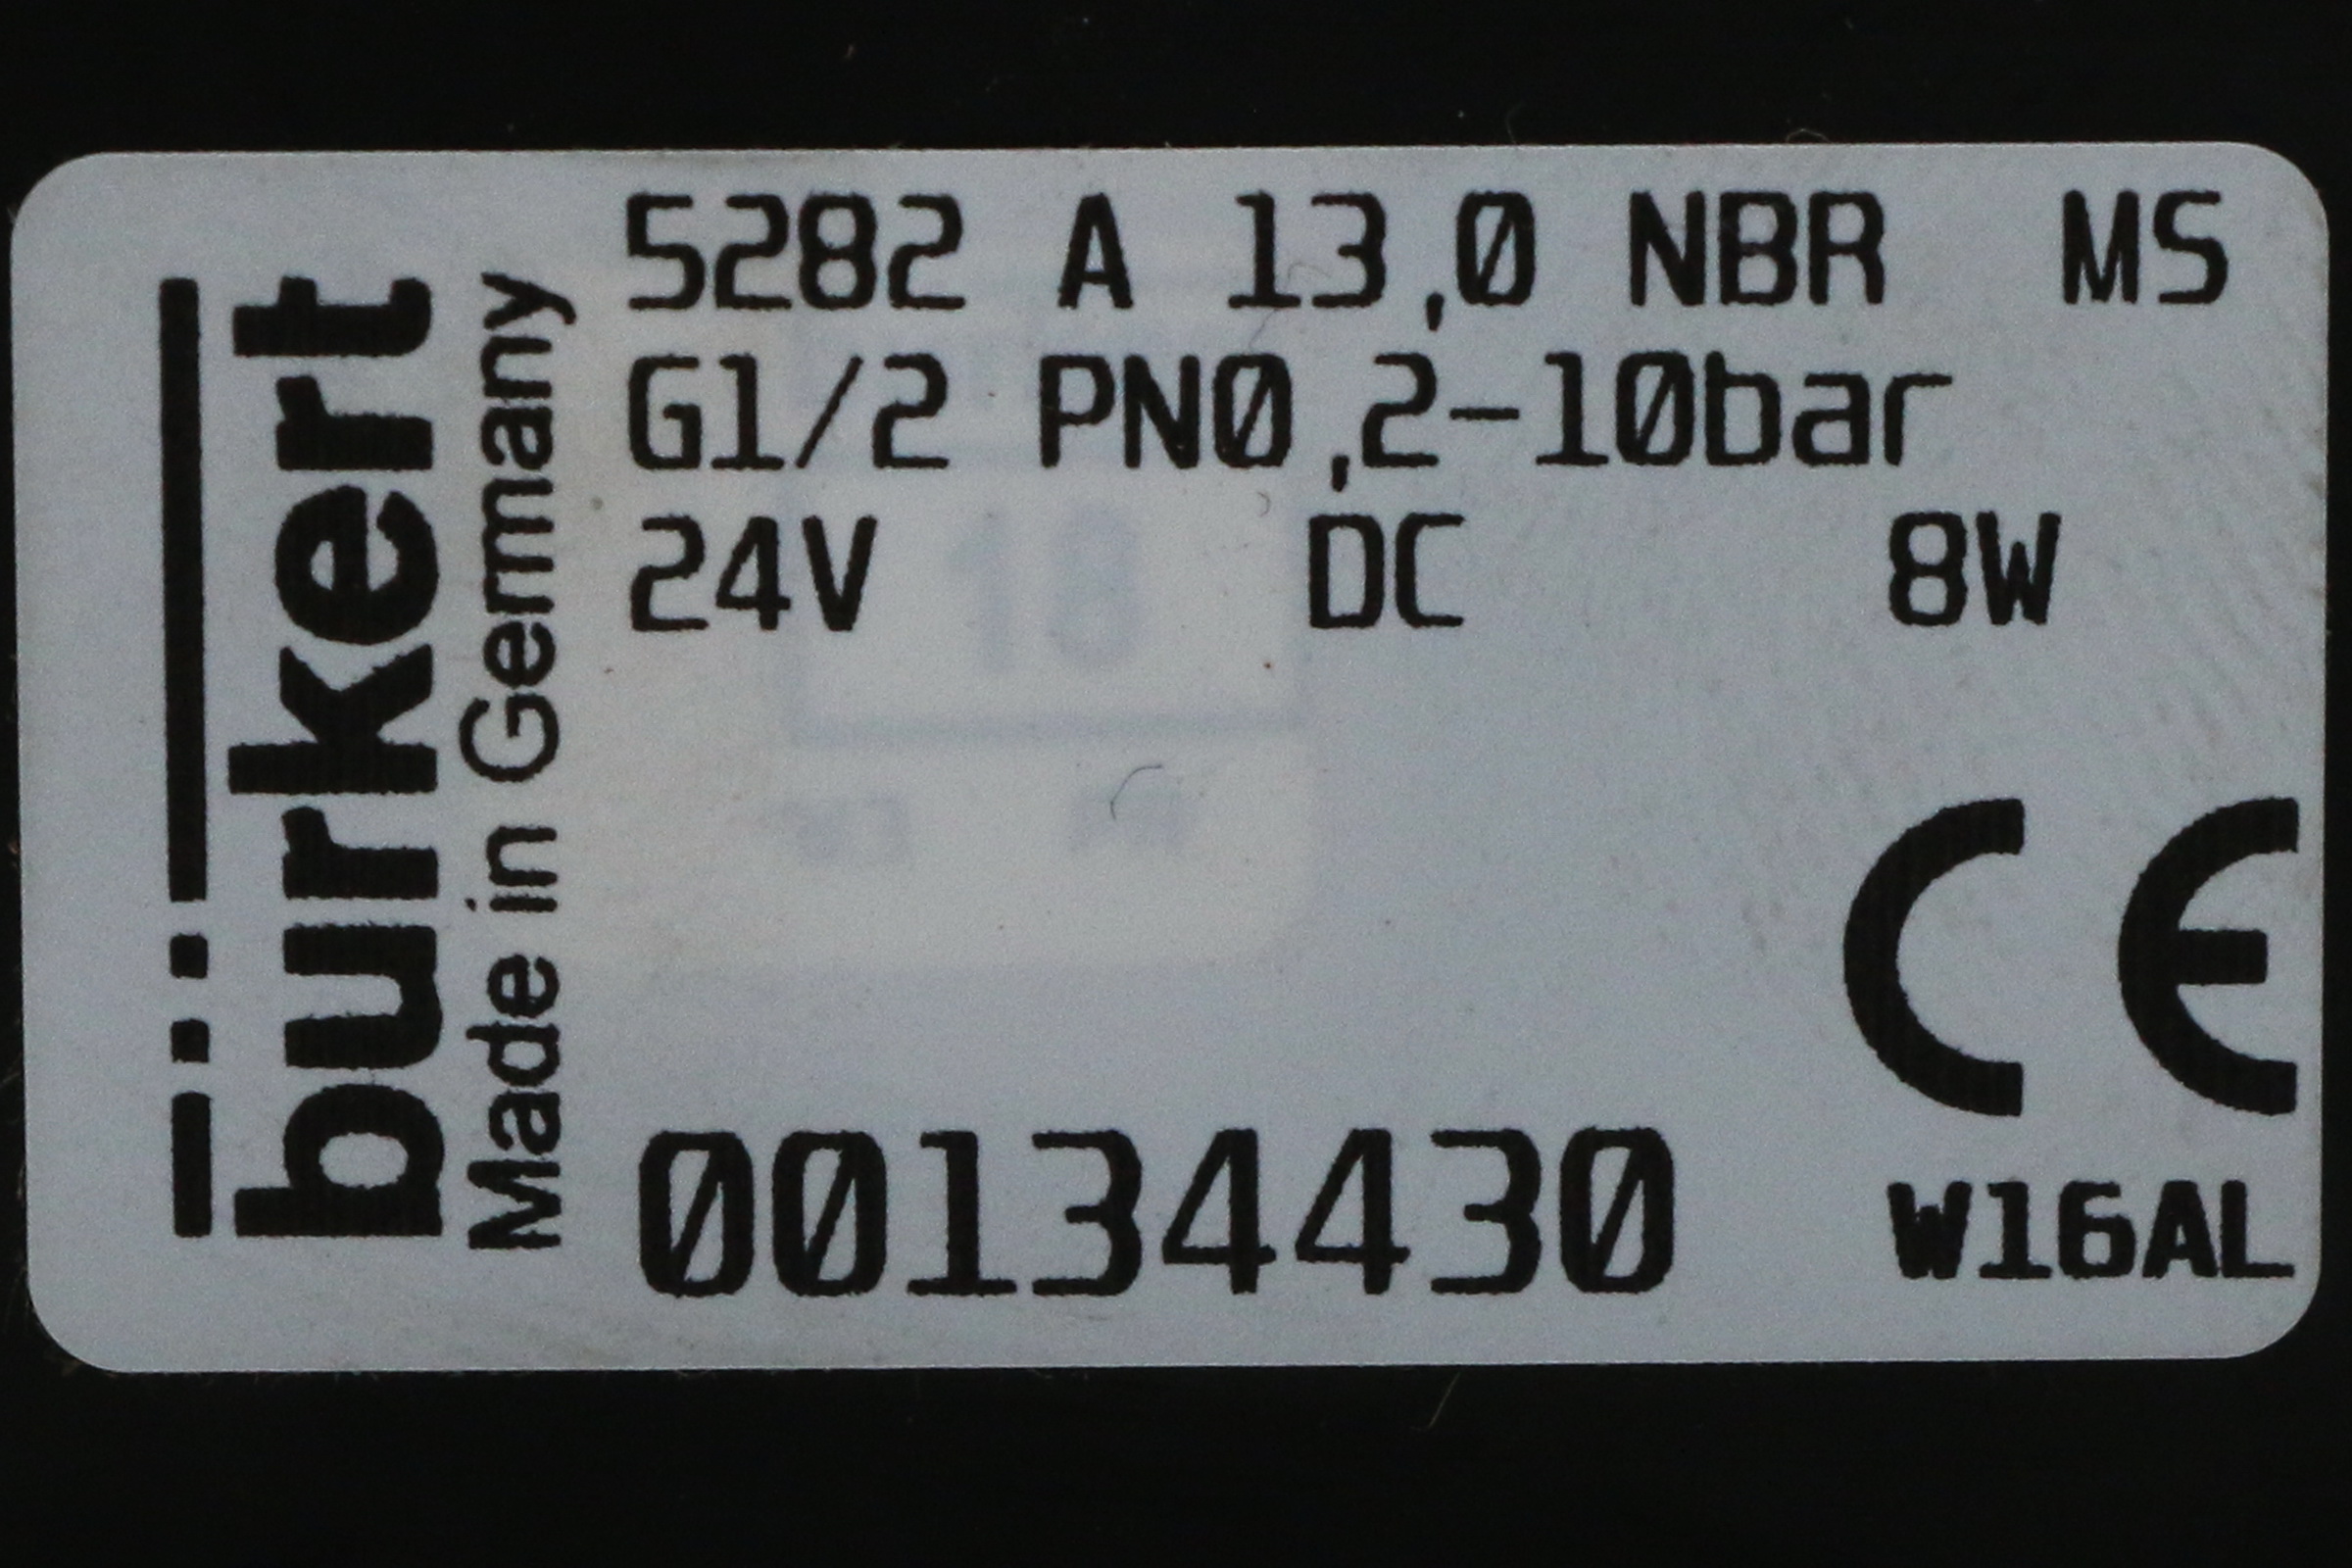 burkert
Made in Germany
5282 A 13,0 NBR MS
G1/2 PN0,2-10bar
24V DC 8W
CE
00134430
W16AL